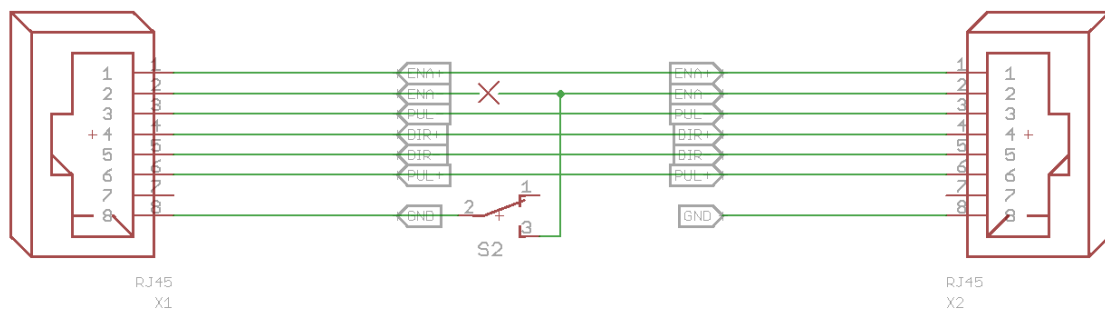 1 1 ENA+ ENA+ 1 1
2 2 ENA- ENA- 2 2
3 3 PUL- PUL- 3 3
4 4 DIR+ DIR+ 4 4
5 5 DIR- DIR- 5 5
6 6 PUL+ PUL+ 6 6
7 7 1 7 7
8 8 GND 2 GND 8 8
3
S2
RJ45 RJ45
X1 X2